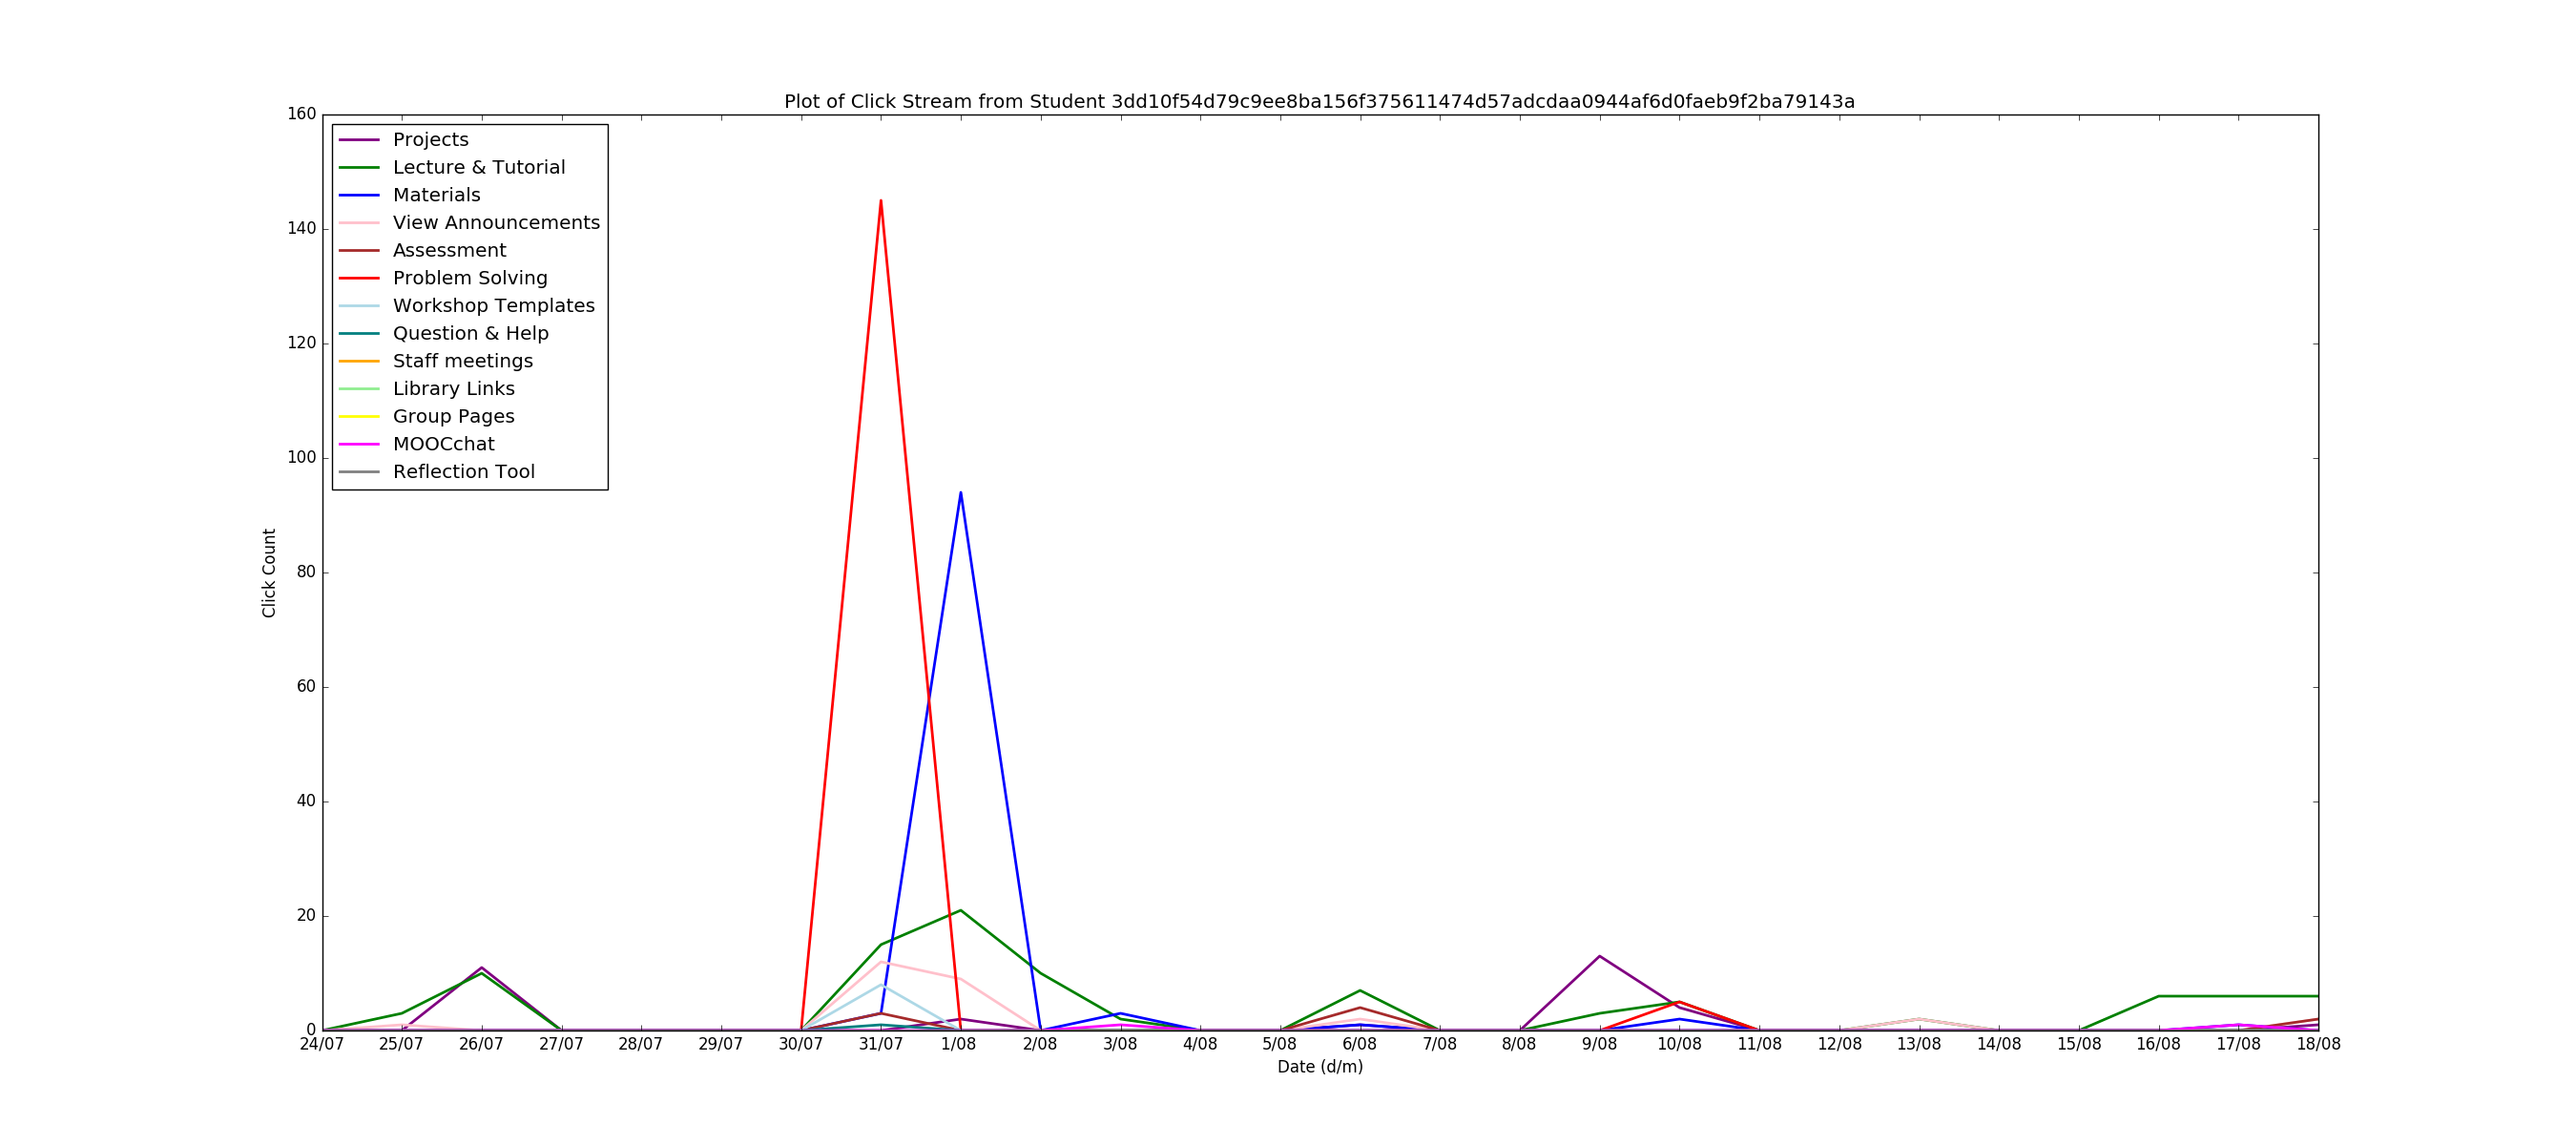 Plot of Click Stream from Student 3dd10f54d79c9ee8ba156f375611474d57adcdaa0944af6d0faeb9f2ba79143a
160
140
120
100
80
60
40
20
0
Click Count
Projects
Lecture & Tutorial
Materials
View Announcements
Assessment
Problem Solving
Workshop Templates
Question & Help
Staff meetings
Library Links
Group Pages
MOOCchat
Reflection Tool
24/07 25/07 26/07 27/07 28/07 29/07 30/07 31/07 1/08 2/08 3/08 4/08 5/08 6/08 7/08 8/08 9/08 10/08 11/08 12/08 13/08 14/08 15/08 16/08 17/08 18/08
Date (d/m)